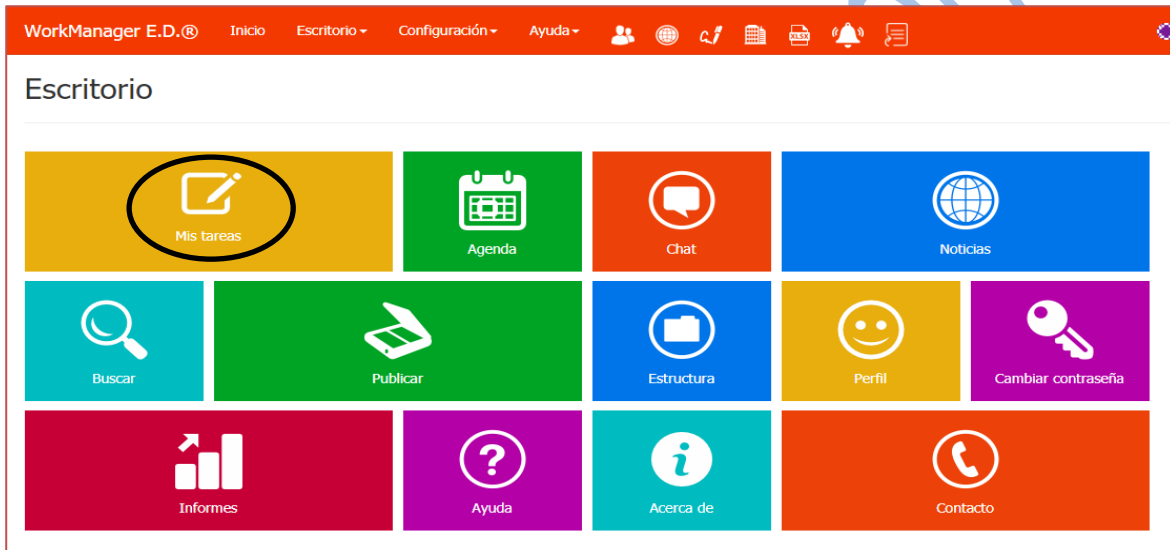 WorkManager E.D.® Inicio Escritorio Configuración Ayuda
XLSX
Escritorio
Mis tareas
Agenda
Chat
Noticias
Buscar
Publicar
Estructura
Perfil
Cambiar contraseña
Informes
Ayuda
Acerca de
Contacto